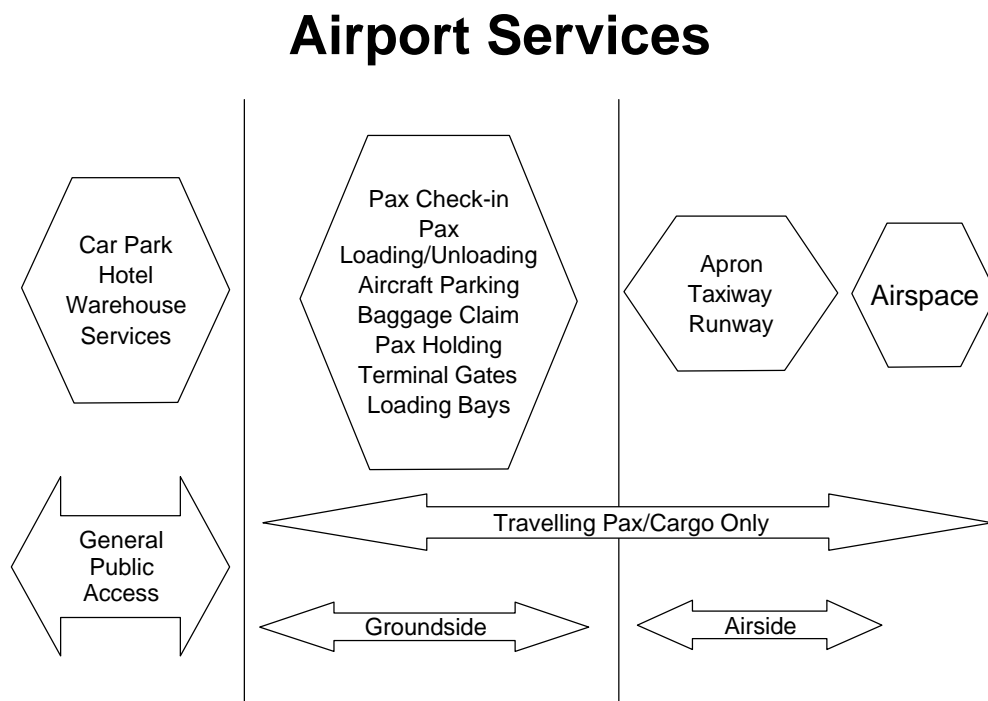 Airport Services
Car Park
Hotel
Warehouse
Services
Pax Check-in
Pax
Loading/Unloading
Aircraft Parking
Baggage Claim
Pax Holding
Terminal Gates
Loading Bays
Apron
Taxiway
Runway
Airspace
General
Public
Access
Travelling Pax/Cargo Only
Groundside
Airside